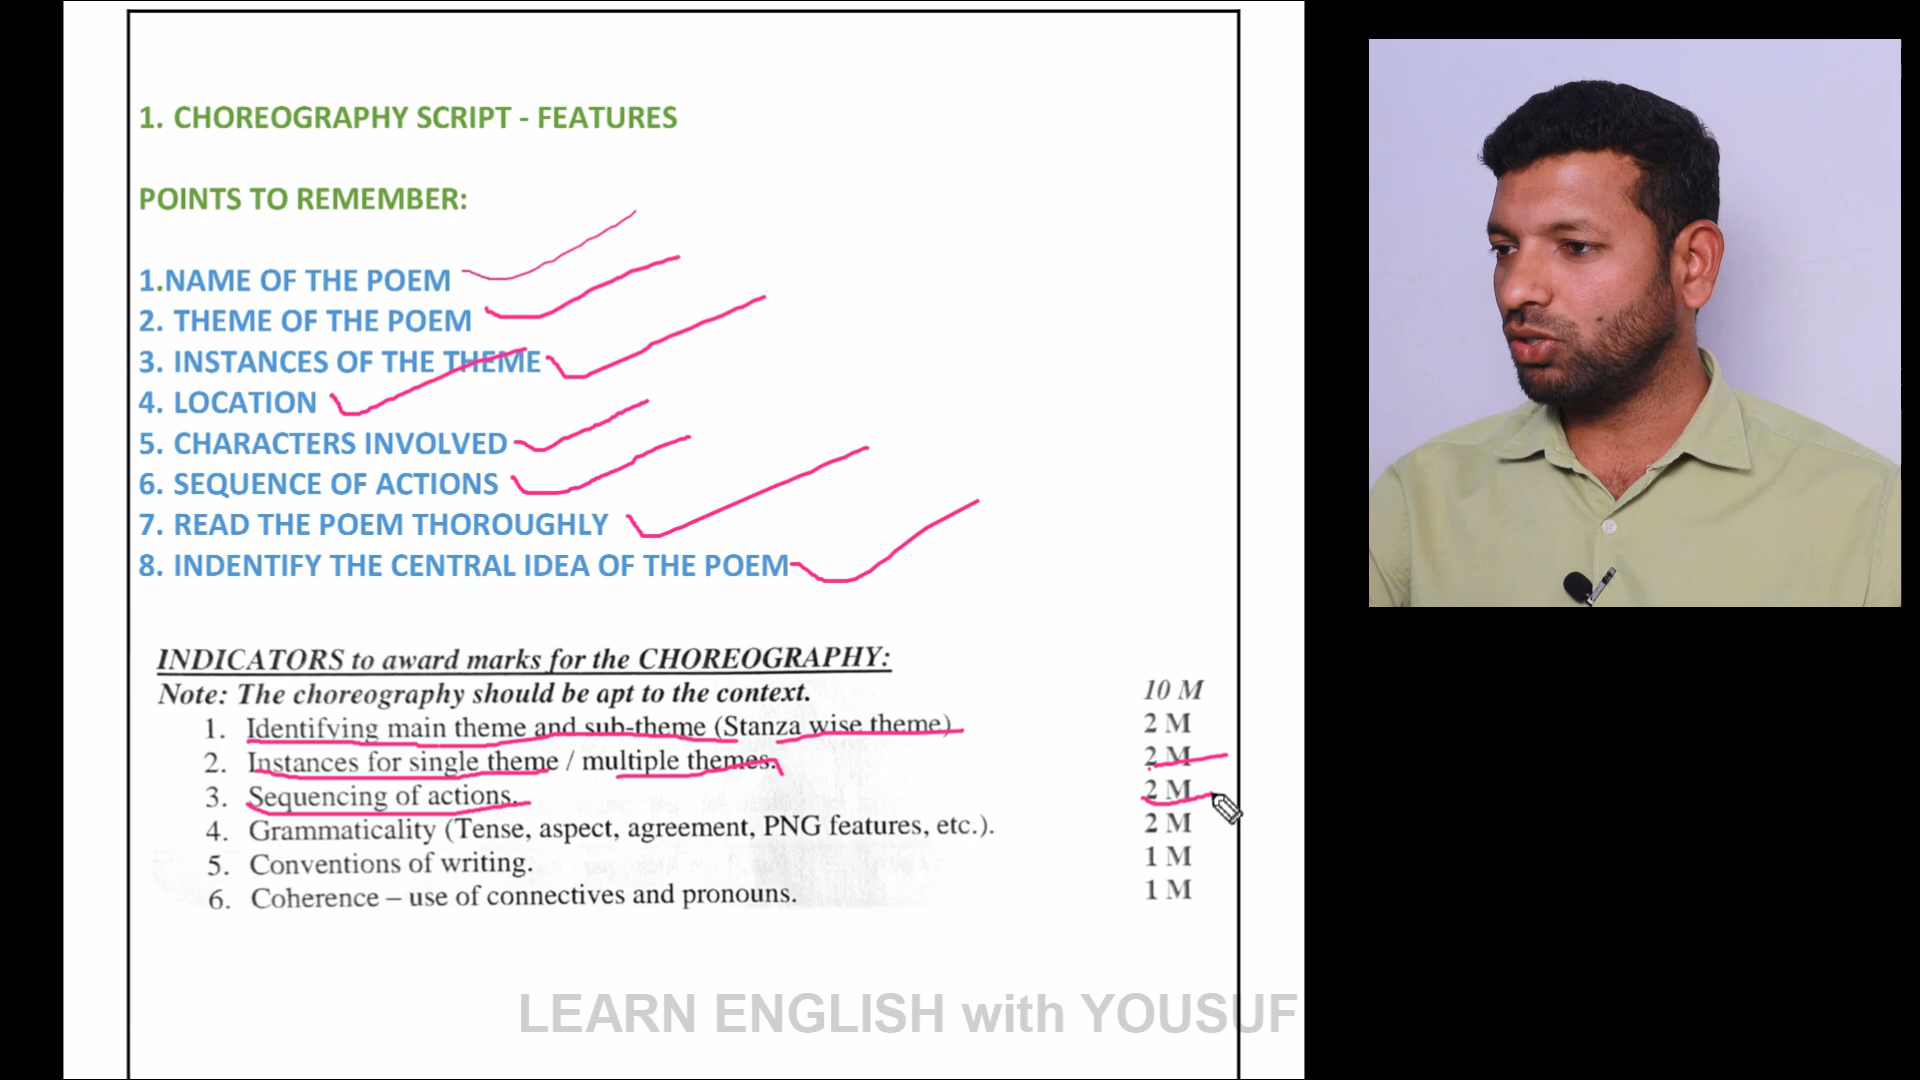 1. CHOREOGRAPHY SCRIPT - FEATURES
POINTS TO REMEMBER:
1.NAME OF THE POEM
2. THEME OF THE POEM
3. INSTANCES OF THE THEME
4. LOCATION
5. CHARACTERS INVOLVED
6. SEQUENCE OF ACTIONS
7. READ THE POEM THOROUGHLY
8. INDENTIFY THE CENTRAL IDEA OF THE POEM
INDICATORS to award marks for the CHOREOGRAPHY:
Note: The choreography should be apt to the context. 10 M
1. Identifying main theme and sub-theme (Stanza wise theme) 2 M
2. Instances for single theme / multiple themes. 2 M
3. Sequencing of actions. 2 M
4. Grammaticality (Tense, aspect, agreement, PNG features, etc.). 2 M
5. Conventions of writing. 1 M
6. Coherence – use of connectives and pronouns. 1 M
LEARN ENGLISH with YOUSUF